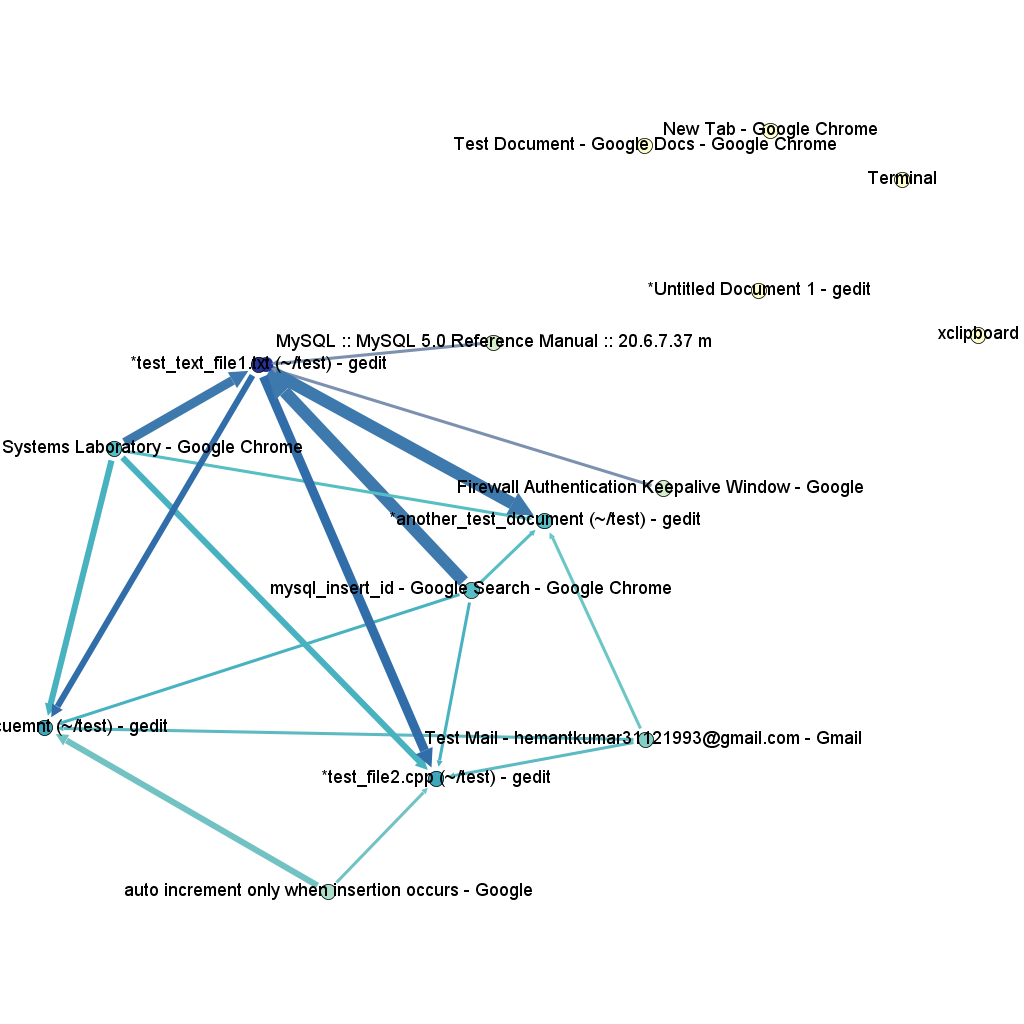 New Tab - Google Chrome
Test Document - Google Docs - Google Chrome
Terminal
*Untitled Document 1 - gedit
xclipboard
MySQL :: MySQL 5.0 Reference Manual :: 20.6.7.37 m
*test_text_file1.txt (~/test) - gedit
Systems Laboratory - Google Chrome
Firewall Authentication Keepalive Window - Google
*another_test_document (~/test) - gedit
mysql_insert_id - Google Search - Google Chrome
cuemnt (~/test) - gedit
Test Mail - hemantkumar31121993@gmail.com - Gmail
*test_file2.cpp (~/test) - gedit
auto increment only when insertion occurs - Google